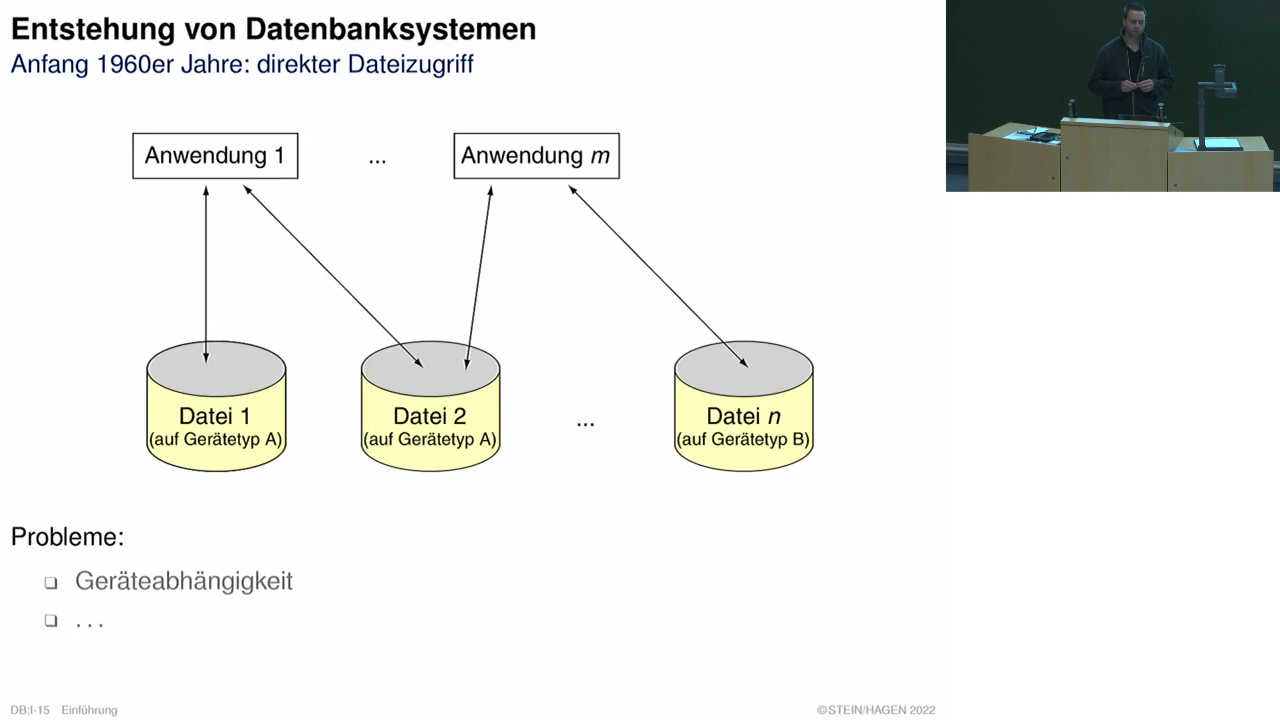 Entstehung von Datenbanksystemen
Anfang 1960er Jahre: direkter Dateizugriff
Anwendung 1
...
Anwendung m
Datei 1
(auf Gerätetyp A)
Datei 2
(auf Gerätetyp A)
...
Datei n
(auf Gerätetyp B)
Probleme:
❑ Geräteabhängigkeit
❑ . . .
DB:I-15 Einführung
©STEIN/HAGEN 2022